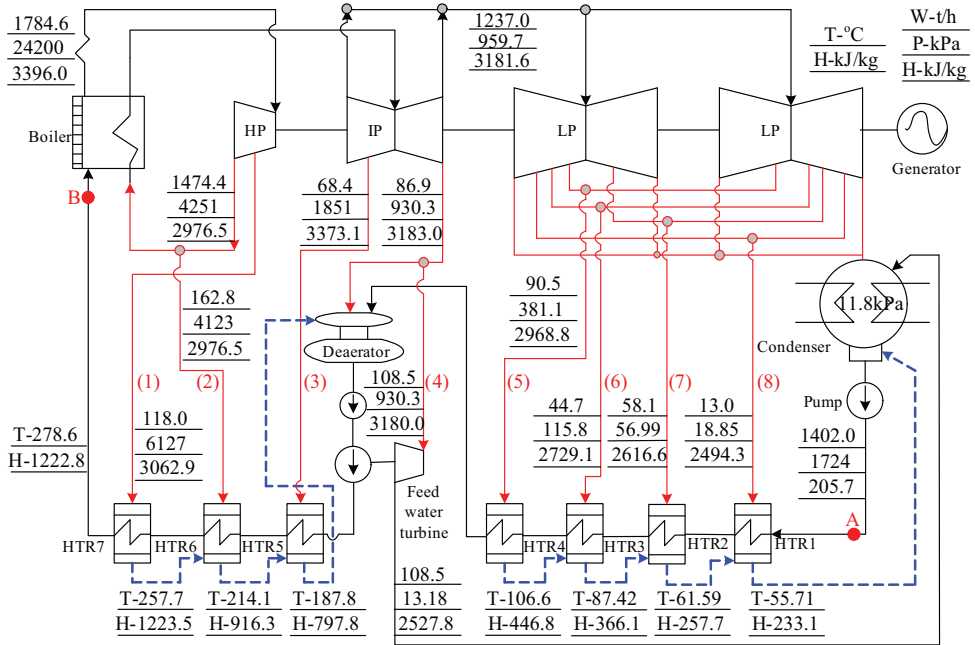 1784.6
24200
3396.0
1237.0
959.7
3181.6
T-°C
H-kJ/kg
W-t/h
P-kPa
H-kJ/kg
Boiler
HP
IP
LP
LP
Generator
B
1474.4
4251
2976.5
68.4
1851
3373.1
86.9
930.3
3183.0
162.8
4123
2976.5
90.5
381.1
2968.8
11.8kPa
Condenser
Deaerator
(1)
(2)
(3)
(4)
(5)
(6)
(7)
(8)
108.5
930.3
3180.0
Pump
118.0
6127
3062.9
44.7
115.8
2729.1
58.1
56.99
2616.6
13.0
18.85
2494.3
1402.0
1724
205.7
T-278.6
H-1222.8
Feed
water
turbine
A
HTR7
HTR6
HTR5
HTR4
HTR3
HTR2
HTR1
T-257.7
H-1223.5
T-214.1
H-916.3
T-187.8
H-797.8
108.5
13.18
2527.8
T-106.6
H-446.8
T-87.42
H-366.1
T-61.59
H-257.7
T-55.71
H-233.1